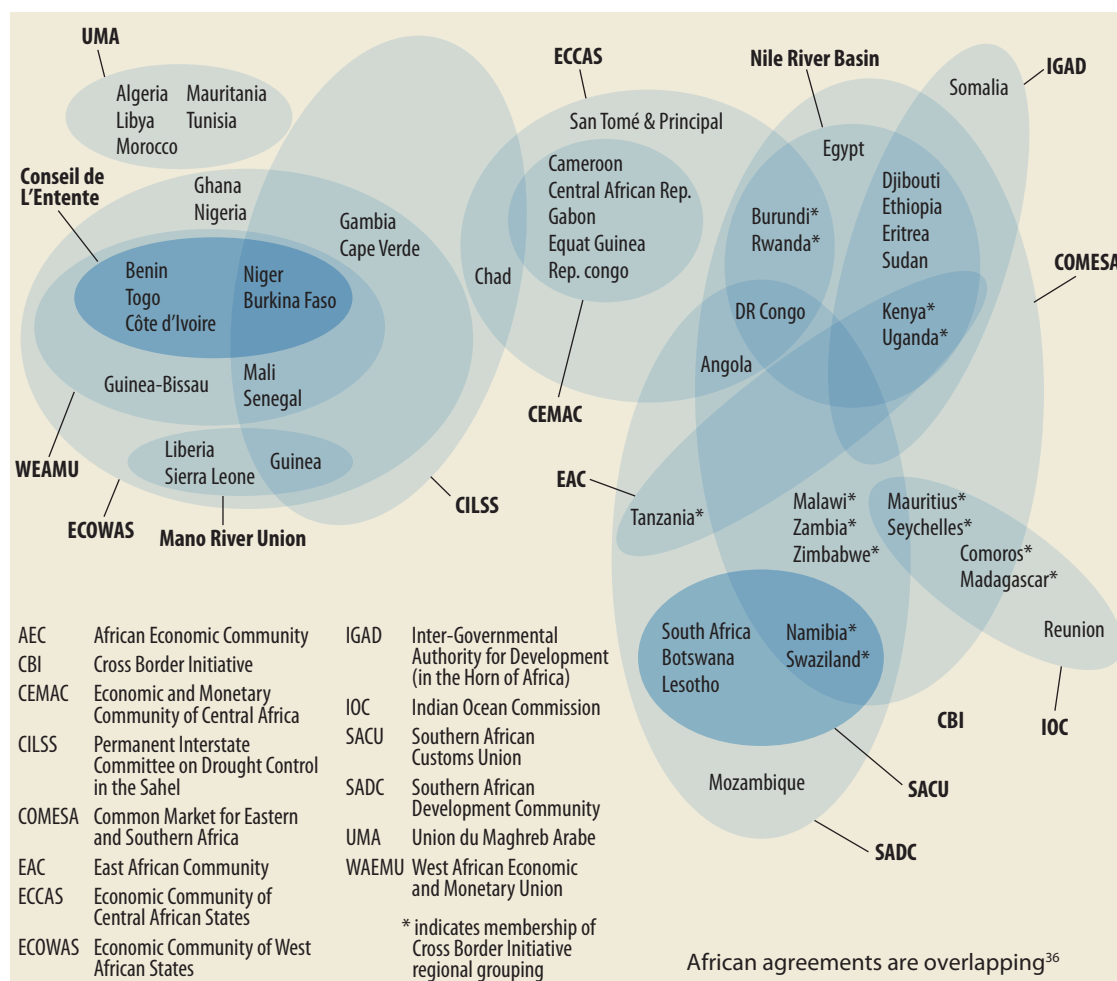 UMA
Algeria
Libya
Morocco
Mauritania
Tunisia
Conseil de
L'Entente
Ghana
Nigeria
Gambia
Cape Verde
Benin
Togo
Côte d'Ivoire
Niger
Burkina Faso
Guinea-Bissau
Mali
Senegal
Liberia
Sierra Leone
Guinea
WEAMU
ECOWAS
Mano River Union
CILSS
ECCAS
San Tomé & Principal
Cameroon
Central African Rep.
Gabon
Equat Guinea
Rep. congo
Chad
CEMAC
Nile River Basin
Egypt
Burundi*
Rwanda*
DR Congo
Angola
IGAD
Somalia
Djibouti
Ethiopia
Eritrea
Sudan
COMESA
Kenya*
Uganda*
EAC
Tanzania*
Malawi*
Zambia*
Zimbabwe*
Mauritius*
Seychelles*
Comoros*
Madagascar*
Reunion
South Africa
Botswana
Lesotho
Namibia*
Swaziland*
CBI
IOC
SACU
Mozambique
SADC
AEC African Economic Community
CBI Cross Border Initiative
CEMAC Economic and Monetary
Community of Central Africa
CILSS Permanent Interstate
Committee on Drought Control
in the Sahel
COMESA Common Market for Eastern
and Southern Africa
EAC East African Community
ECCAS Economic Community of
Central African States
ECOWAS Economic Community of West
African States
IGAD Inter-Governmental
Authority for Development
(in the Horn of Africa)
IOC Indian Ocean Commission
SACU Southern African
Customs Union
SADC Southern African
Development Community
UMA Union du Maghreb Arabe
WAEMU West African Economic
and Monetary Union
* indicates membership of
Cross Border Initiative
regional grouping
African agreements are overlapping³⁶